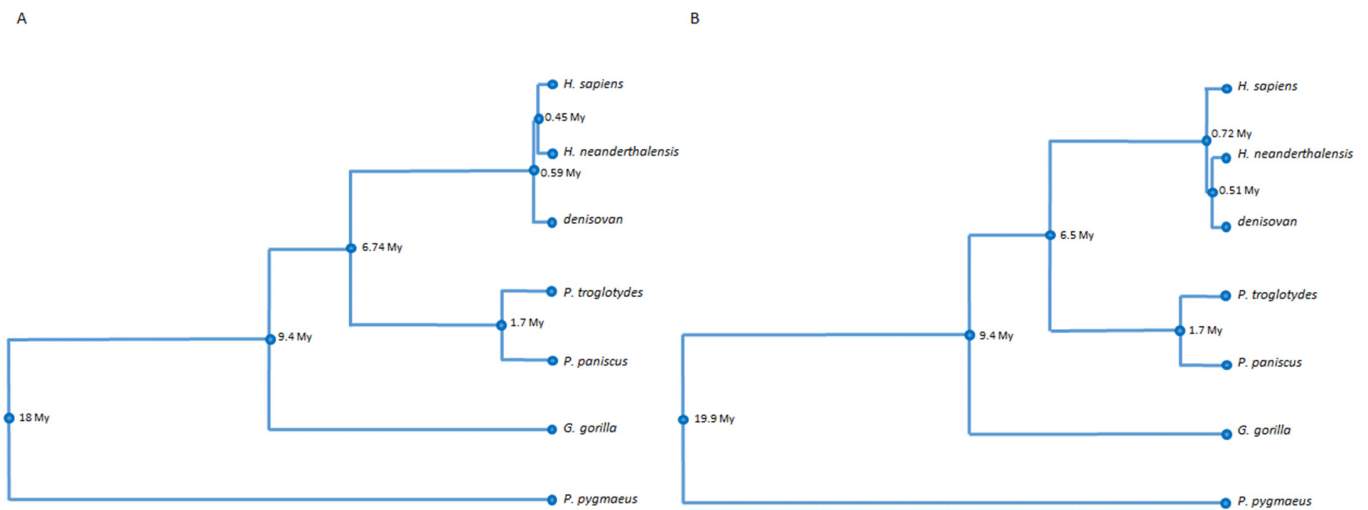 A
H. sapiens
0.45 My
H. neanderthalensis
0.59 My
denisovan
6.74 My
P. troglotydes
1.7 My
9.4 My
P. paniscus
18 My
G. gorilla
P. pygmaeus
B
H. sapiens
0.72 My
H. neanderthalensis
0.51 My
denisovan
6.5 My
P. troglotydes
1.7 My
9.4 My
P. paniscus
19.9 My
G. gorilla
P. pygmaeus